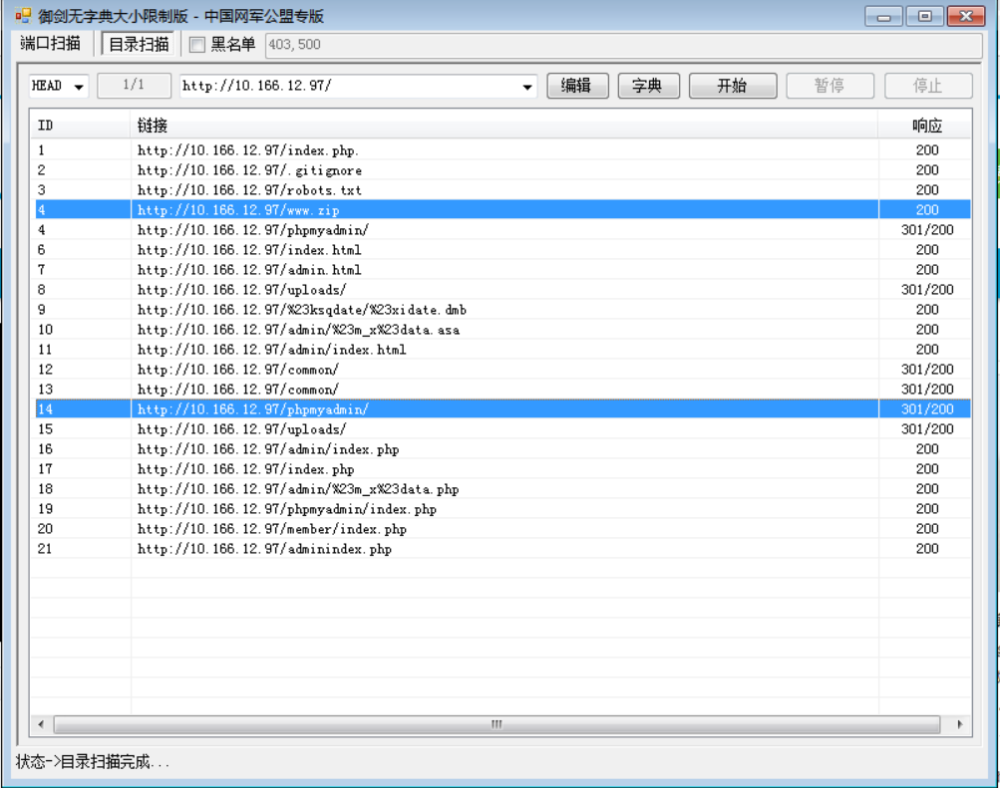 御剑无字典大小限制版 - 中国网军公盟专版
端口扫描 目录扫描 黑名单 403,500
HEAD 1/1 http://10.166.12.97/ 编辑 字典 开始 暂停 停止
ID 链接 响应
1 http://10.166.12.97/index.php. 200
2 http://10.166.12.97/.gitignore 200
3 http://10.166.12.97/robots.txt 200
4 http://10.166.12.97/www.zip 200
4 http://10.166.12.97/phpmyadmin/ 301/200
6 http://10.166.12.97/index.html 200
7 http://10.166.12.97/admin.html 200
8 http://10.166.12.97/uploads/ 301/200
9 http://10.166.12.97/%23ksqdate/%23xidate.dmb 200
10 http://10.166.12.97/admin/%23m_x%23data.asa 200
11 http://10.166.12.97/admin/index.html 200
12 http://10.166.12.97/common/ 301/200
13 http://10.166.12.97/common/ 301/200
14 http://10.166.12.97/phpmyadmin/ 301/200
15 http://10.166.12.97/uploads/ 301/200
16 http://10.166.12.97/admin/index.php 200
17 http://10.166.12.97/index.php 200
18 http://10.166.12.97/admin/%23m_x%23data.php 200
19 http://10.166.12.97/phpmyadmin/index.php 200
20 http://10.166.12.97/member/index.php 200
21 http://10.166.12.97/adminindex.php 200
状态->目录扫描完成...